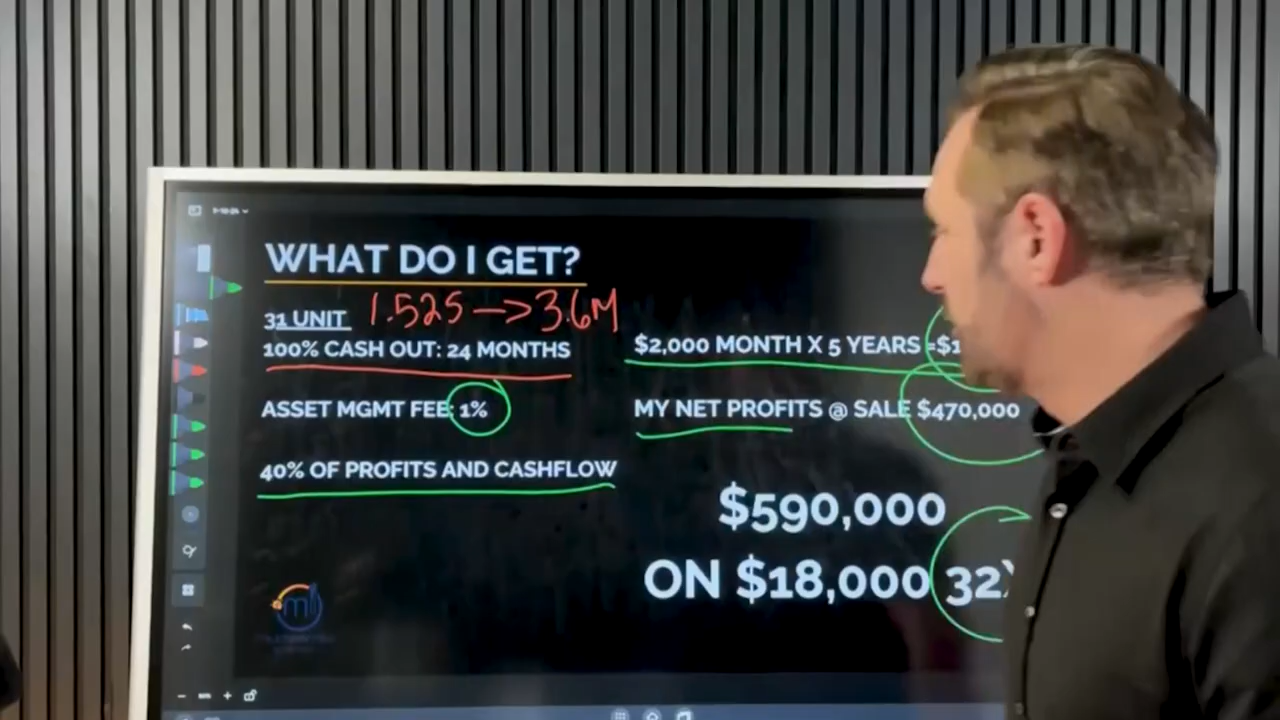 WHAT DO I GET?
31 UNIT 1.525 -> 3.6M
100% CASH OUT: 24 MONTHS
ASSET MGMT FEE: 1%
40% OF PROFITS AND CASHFLOW
$2,000 MONTH X 5 YEARS =$1
MY NET PROFITS @ SALE $470,000
$590,000
ON $18,000 32X